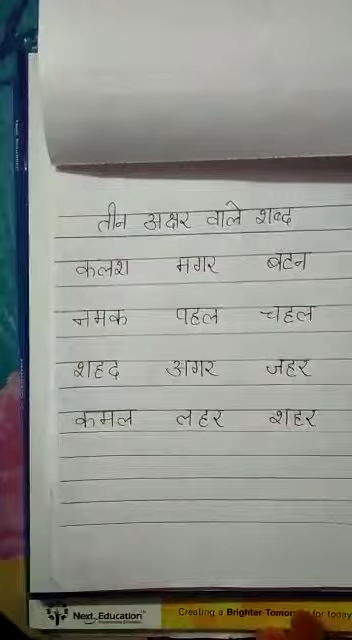 तीन अक्षर वाले शब्द
कलश मगर बटन
नमक पहल चहल
शहद अगर जहर
कमल लहर शहर
Next Education
Creating a Brighter Tomorrow for today